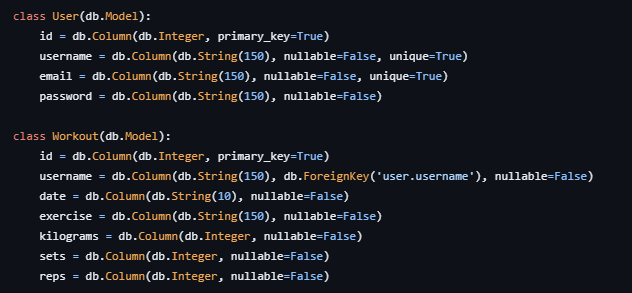 class User(db.Model):
    id = db.Column(db.Integer, primary_key=True)
    username = db.Column(db.String(150), nullable=False, unique=True)
    email = db.Column(db.String(150), nullable=False, unique=True)
    password = db.Column(db.String(150), nullable=False)

class Workout(db.Model):
    id = db.Column(db.Integer, primary_key=True)
    username = db.Column(db.String(150), db.ForeignKey('user.username'), nullable=False)
    date = db.Column(db.String(10), nullable=False)
    exercise = db.Column(db.String(150), nullable=False)
    kilograms = db.Column(db.Integer, nullable=False)
    sets = db.Column(db.Integer, nullable=False)
    reps = db.Column(db.Integer, nullable=False)